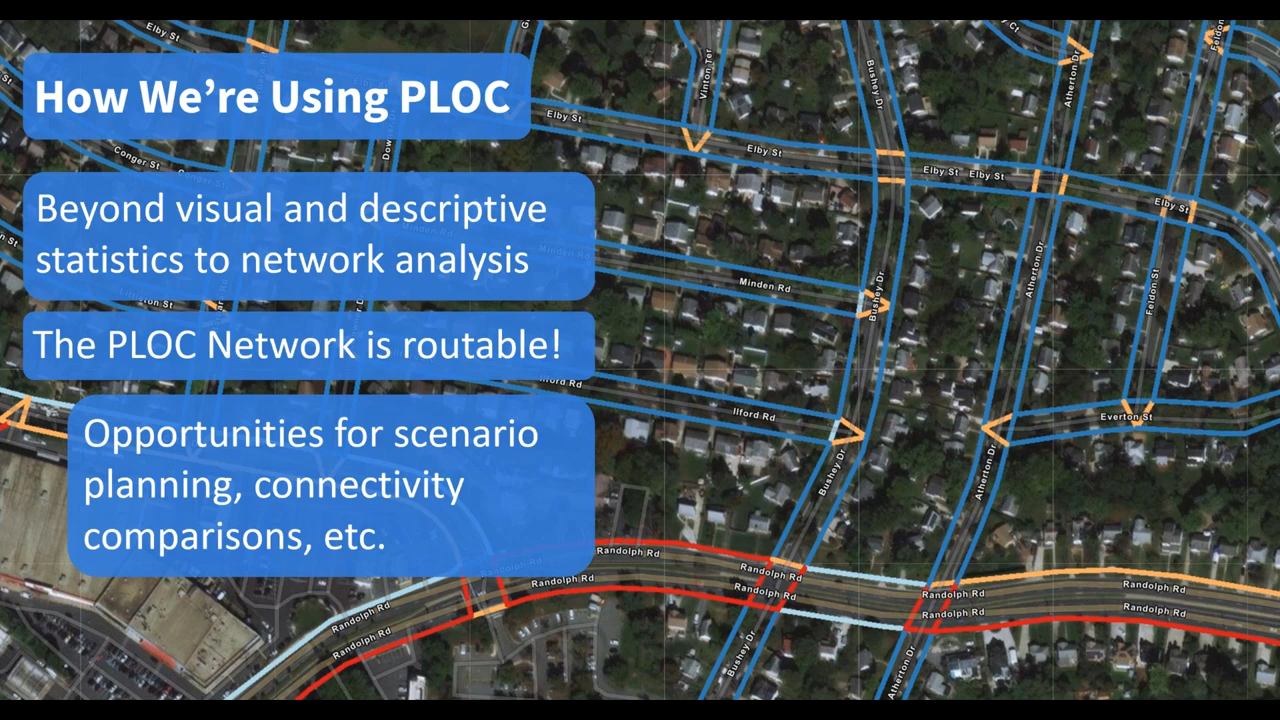 How We’re Using PLOC
Beyond visual and descriptive
statistics to network analysis
The PLOC Network is routable!
Opportunities for scenario
planning, connectivity
comparisons, etc.
Elby St
Vinton Ter
Bushey Dr
Atherton Dr
Elby St
Elby St
Elby St
Elby St
Elby St
Conger St
Minden Rd
Bushey Dr
Atherton Dr
Feldon St
Ilford Rd
Everton St
Bushey Dr
Atherton Dr
Randolph Rd
Randolph Rd
Randolph Rd
Randolph Rd
Randolph Rd
Randolph Rd
Randolph Rd
Randolph Rd
Randolph Rd
Randolph Rd
Bushey Dr
Atherton Dr